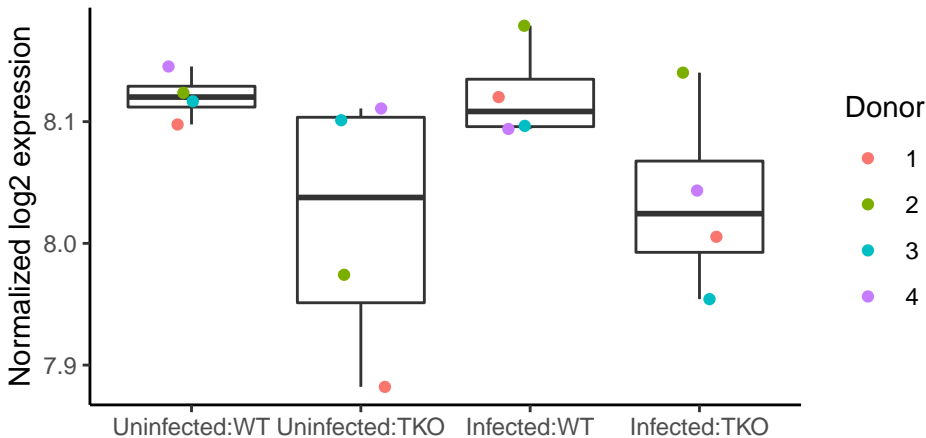 Normalized log2 expression
8.1
8.0
7.9
Uninfected:WT
Uninfected:TKO
Infected:WT
Infected:TKO
Donor
1
2
3
4